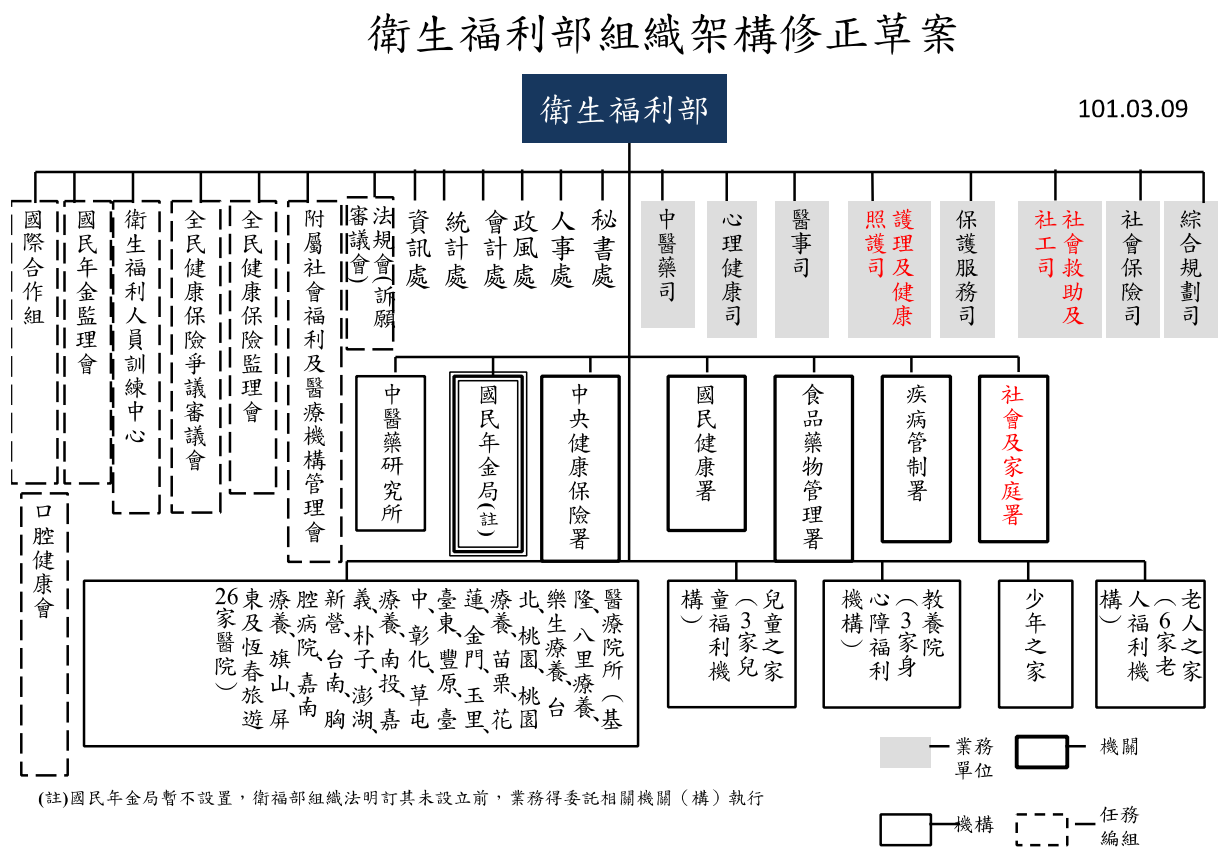 衛生福利部組織架構修正草案
衛生福利部
101.03.09
國際合作組
國民年金監理會
衛生福利人員訓練中心
全民健康保險爭議審議會
全民健康保險監理會
附屬社會福利及醫療機構管理會
法規會(訴願
審議會)
資訊處
統計處
會計處
政風處
人事處
秘書處
中醫藥司
心理健康司
醫事司
護理及健康
照護司
保護服務司
社會救助及
社工司
社會保險司
綜合規劃司
口腔健康會
中醫藥研究所
國民年金局(註)
中央健康保險署
國民健康署
食品藥物管理署
疾病管制署
社會及家庭署
醫療院所（基
隆、八里療養、
樂生療養、台
北、桃園、桃園
療養、苗栗、花
蓮、金門、玉里、
臺東、豐原、臺
中、彰化、草屯
療養、南投、嘉
義、朴子、澎湖、
新營、台南、胸
腔病院、嘉南
療養、旗山、屏
東及恆春旅遊
26家醫院）
兒童之家
（3家兒
童福利機
構）
教養院
（3家身
心障福利
機構）
少年之家
老人之家
（6家老
人福利機
構）
業務
單位
機關
機構
任務
編組
(註)國民年金局暫不設置，衛福部組織法明訂其未設立前，業務得委託相關機關（構）執行